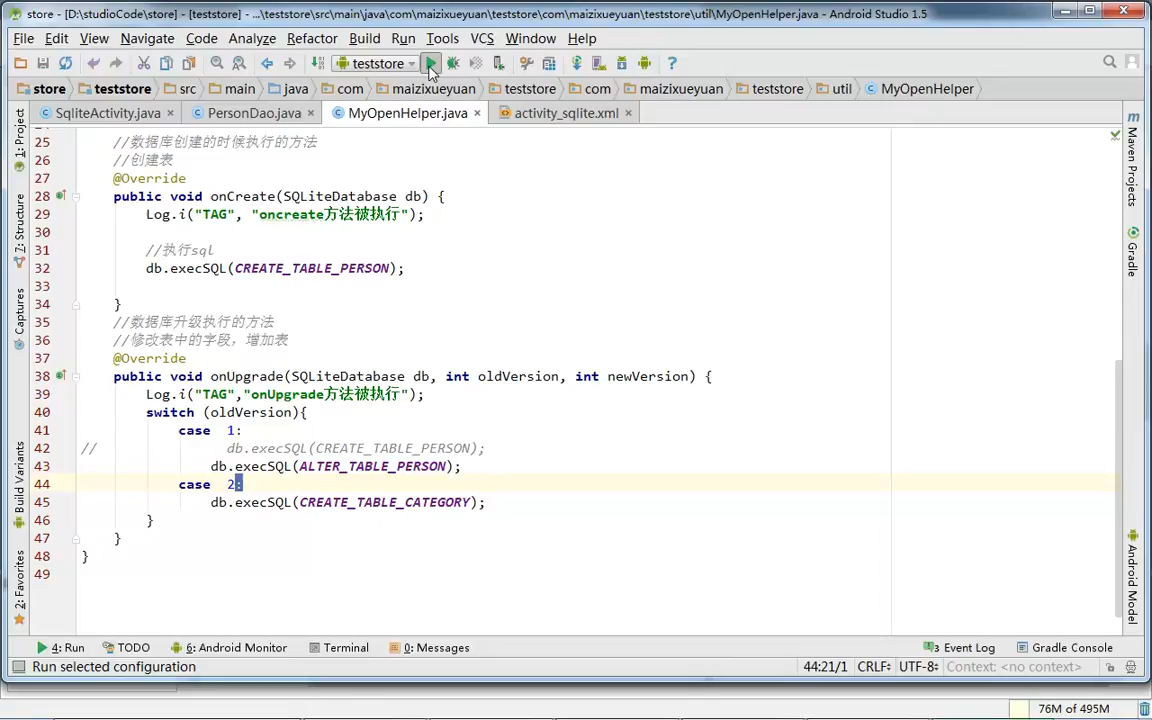 store - [D:\studioCode\store] - [teststore] - ...\teststore\src\main\java\com\maizixueyuan\teststore\com\maizixueyuan\teststore\util\MyOpenHelper.java - Android Studio 1.5
File Edit View Navigate Code Analyze Refactor Build Run Tools VCS Window Help
teststore
store teststore src main java com maizixueyuan teststore com maizixueyuan teststore util MyOpenHelper
SqliteActivity.java PersonDao.java MyOpenHelper.java activity_sqlite.xml
25 //数据库创建的时候执行的方法
26 //创建表
27 @Override
28 public void onCreate(SQLiteDatabase db) {
29 Log.i("TAG", "oncreate方法被执行");
30
31 //执行sql
32 db.execSQL(CREATE_TABLE_PERSON);
33
34 }
35 //数据库升级执行的方法
36 //修改表中的字段，增加表
37 @Override
38 public void onUpgrade(SQLiteDatabase db, int oldVersion, int newVersion) {
39 Log.i("TAG","onUpgrade方法被执行");
40 switch (oldVersion){
41 case 1:
42 // db.execSQL(CREATE_TABLE_PERSON);
43 db.execSQL(ALTER_TABLE_PERSON);
44 case 2:
45 db.execSQL(CREATE_TABLE_CATEGORY);
46 }
47 }
48 }
49
1: Project
7: Structure
Captures
Build Variants
2: Favorites
Maven Projects
Gradle
Android Model
4: Run TODO 6: Android Monitor Terminal 0: Messages 3 Event Log Gradle Console
Run selected configuration 44:21/1 CRLF UTF-8 Context: <no context>
76M of 495M